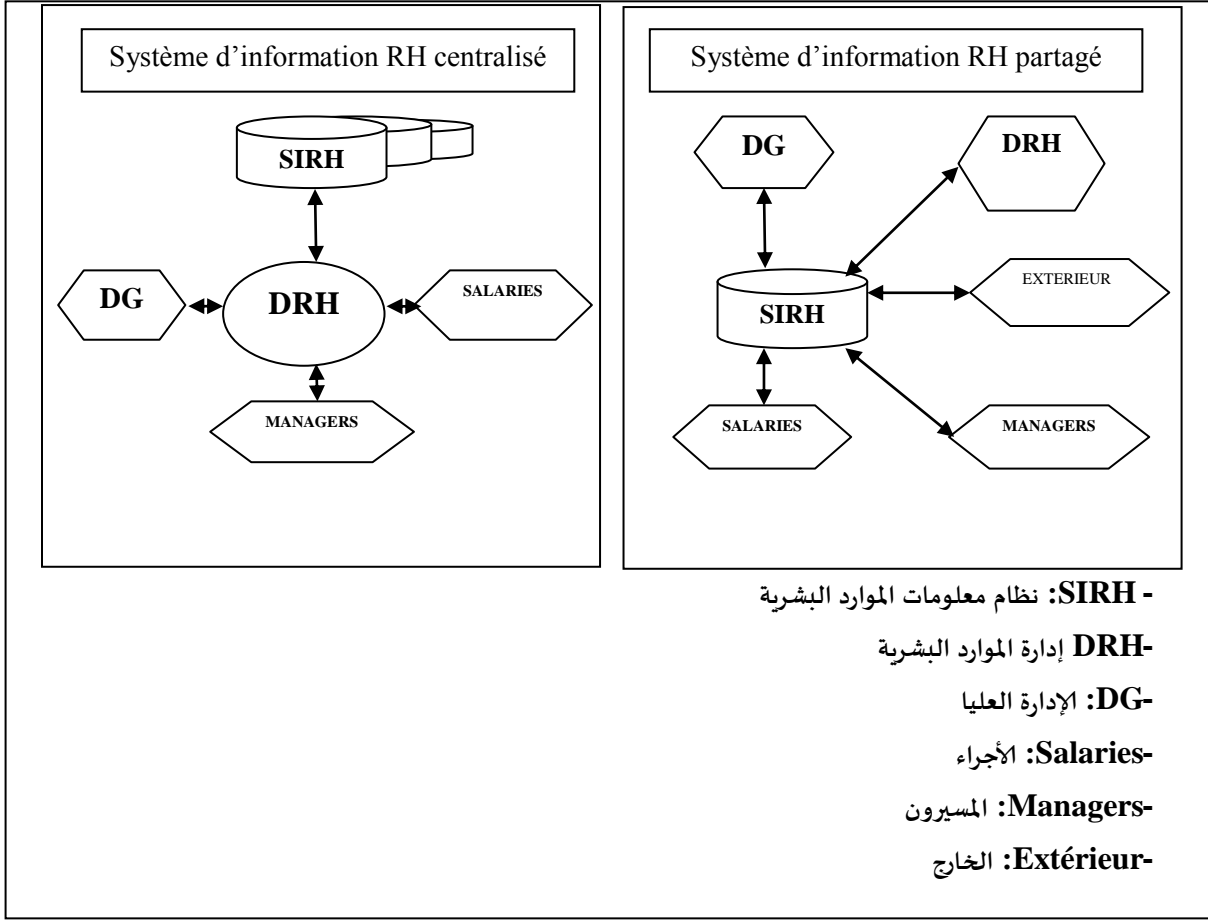 Système d'information RH centralisé
SIRH
DG
DRH
SALARIES
MANAGERS
Système d'information RH partagé
DG
DRH
EXTERIEUR
SIRH
SALARIES
MANAGERS
- SIRH: نظام معلومات الموارد البشرية
-DRH إدارة الموارد البشرية
-DG: الإدارة العليا
-Salaries: الأجراء
-Managers: المسيرون
-Extérieur: الخارج